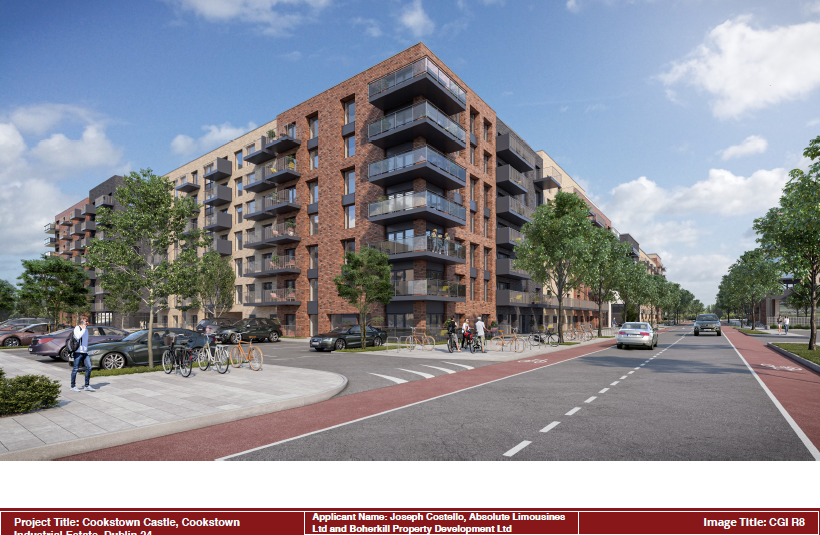 Project Title: Cookstown Castle, Cookstown
Industrial Estate, Dublin 24
Applicant Name: Joseph Costello, Absolute Limousines
Ltd and Boherkill Property Development Ltd
Image Title: CGI R8